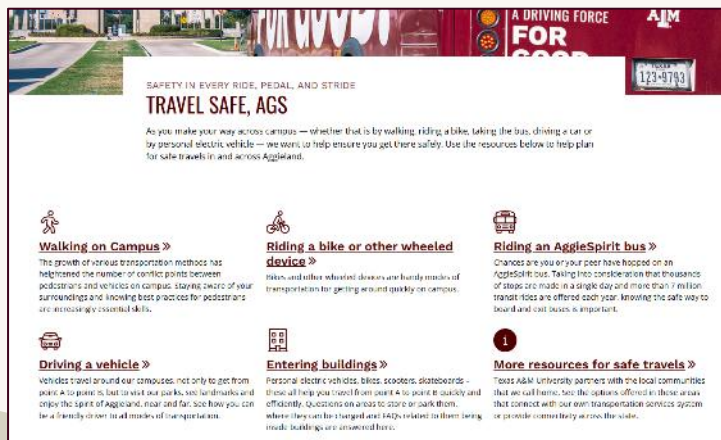 FOR GOOD!
A DRIVING FORCE
FOR
GOOD
A|M
TEXAS
123•9793
SAFETY IN EVERY RIDE, PEDAL, AND STRIDE
TRAVEL SAFE, AGS
As you make your way across campus — whether that is by walking, riding a bike, taking the bus, driving a car or
by personal electric vehicle — we want to help ensure you get there safely. Use the resources below to help plan
for safe travels in and across Aggieland.
Walking on Campus »
The growth of various transportation methods has
heightened the number of conflict points between
pedestrians and vehicles on campus. Staying aware of your
surroundings and knowing best practices for pedestrians
are increasingly essential skills.
Riding a bike or other wheeled
device »
Bikes and other wheeled devices are handy modes of
transportation for getting around quickly on campus.
Riding an AggieSpirit bus »
Chances are you or your peer have hopped on an
AggieSpirit bus. Taking into consideration that thousands
of stops are made in a single day and more than 7 million
transit rides are offered each year, knowing the safe way to
board and exit buses is important.
Driving a vehicle »
Vehicles travel around our campuses, not only to get from
point A to point B, but to visit our parks, see landmarks and
enjoy the spirit of Aggieland, near and far. See how you can
be a friendly driver to all modes of transportation.
Entering buildings »
Personal electric vehicles, bikes, scooters, skateboards –
these all help you travel from point A to point B quickly and
efficiently. Questions on areas to store or park them,
where they can be charged and FAQs related to them being
inside buildings are answered here.
i
More resources for safe travels »
Texas A&M University partners with the local communities
that we call home. See the options offered in these areas
that connect with our own transportation services system
or provide connectivity across the state.